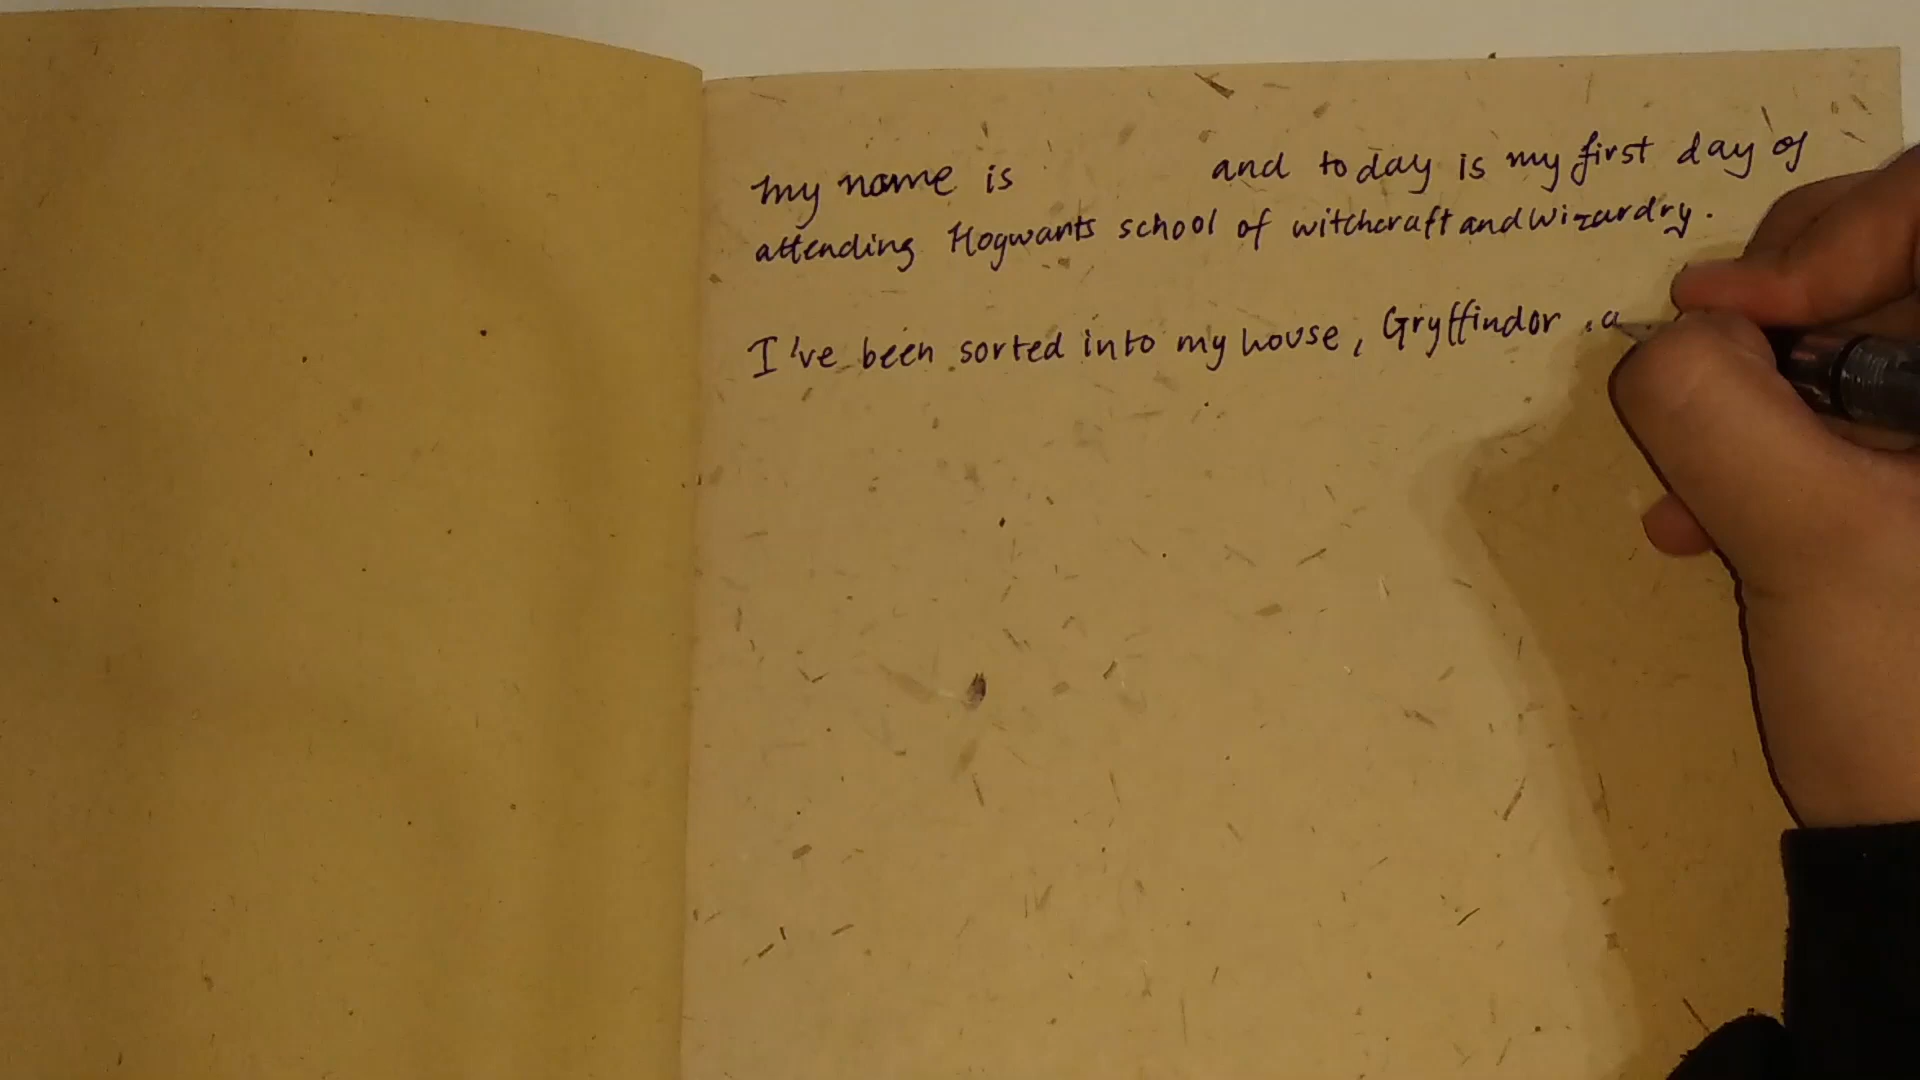 my name is and today is my first day of
attending Hogwarts school of witchcraft and wizardry.
I've been sorted into my house, Gryffindor, a